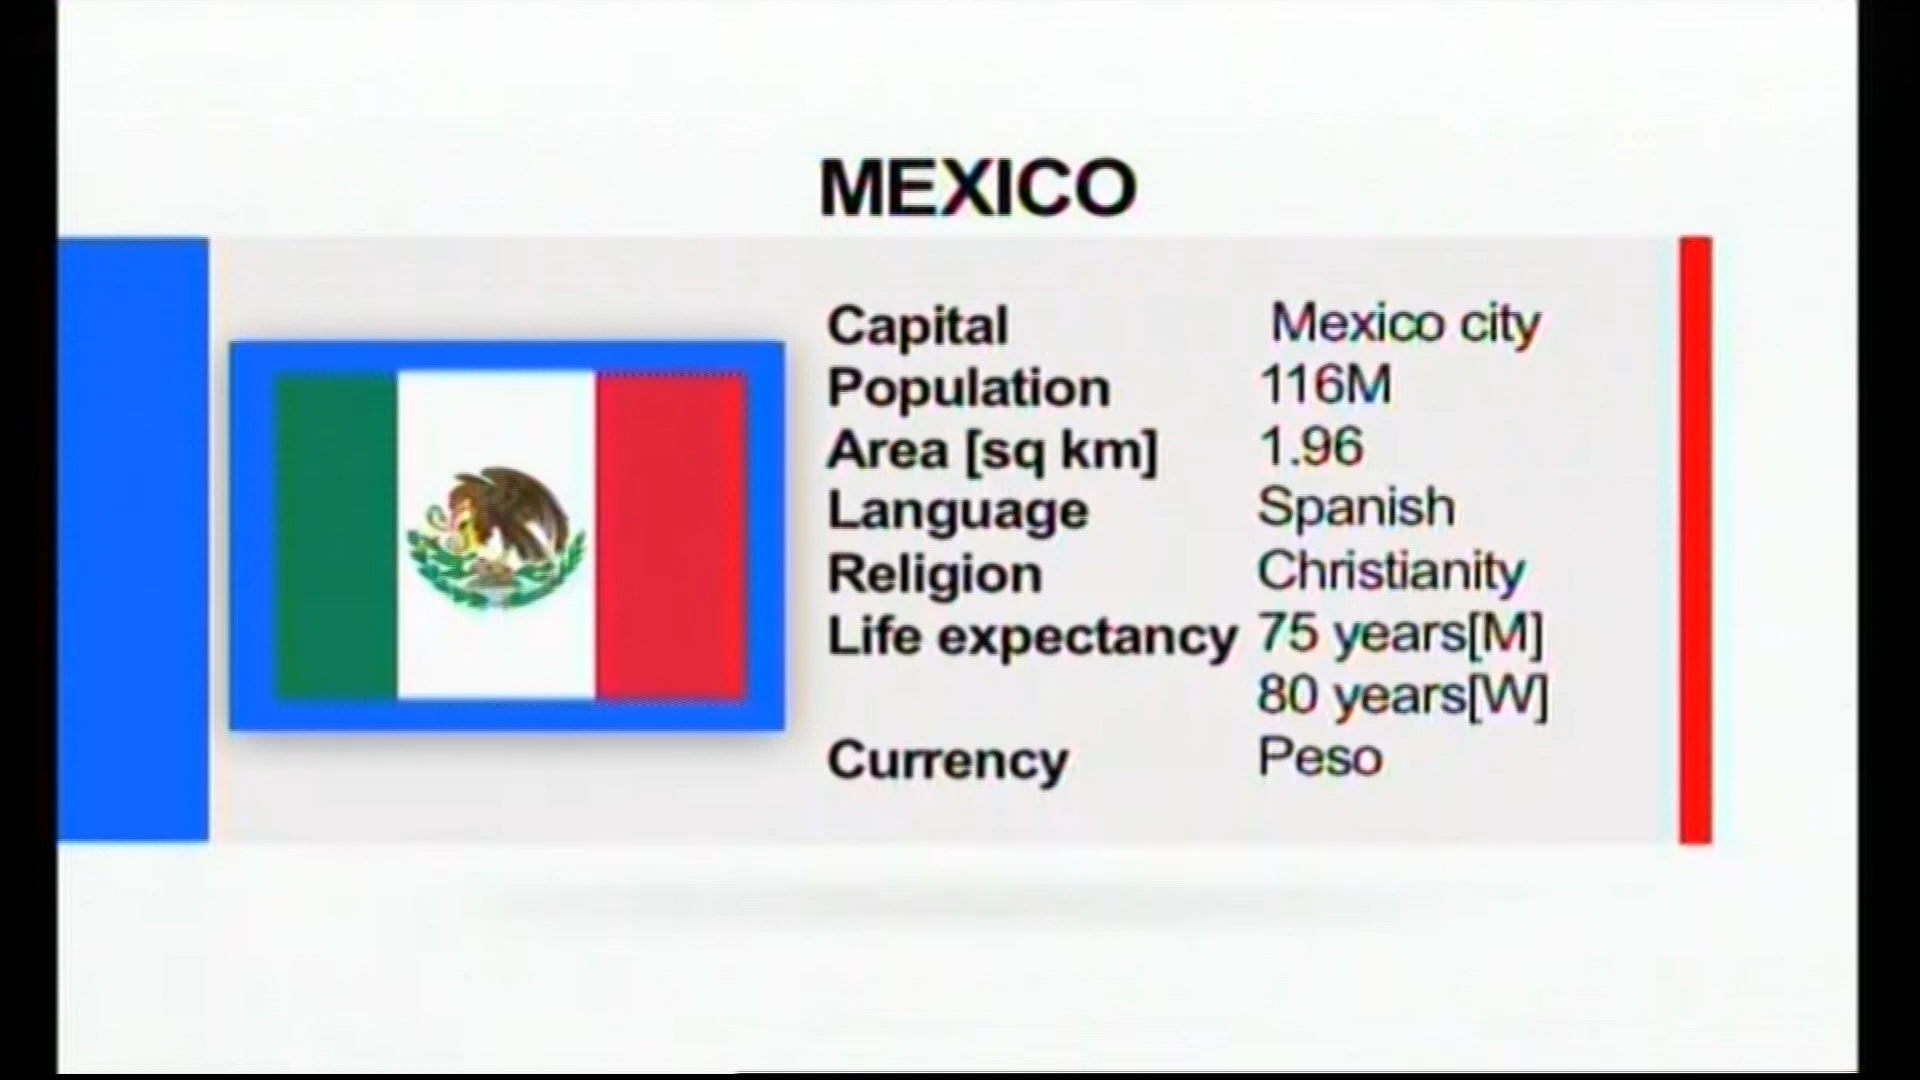 MEXICO
Capital Mexico city
Population 116M
Area [sq km] 1.96
Language Spanish
Religion Christianity
Life expectancy 75 years[M]
80 years[W]
Currency Peso